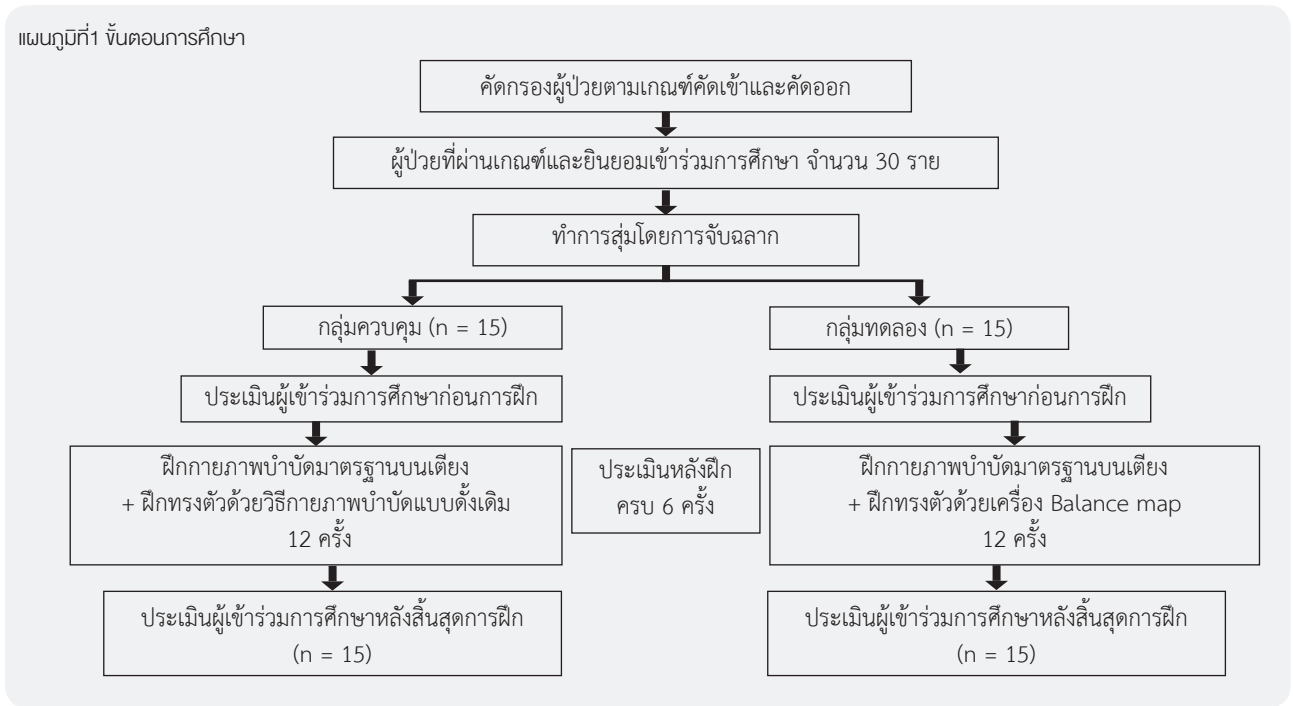 แผนภูมิที่1 ขั้นตอนการศึกษา
คัดกรองผู้ป่วยตามเกณฑ์คัดเข้าและคัดออก
ผู้ป่วยที่ผ่านเกณฑ์และยินยอมเข้าร่วมการศึกษา จำนวน 30 ราย
ทำการสุ่มโดยการจับฉลาก
กลุ่มควบคุม (n = 15)
กลุ่มทดลอง (n = 15)
ประเมินผู้เข้าร่วมการศึกษาก่อนการฝึก
ประเมินผู้เข้าร่วมการศึกษาก่อนการฝึก
ฝึกกายภาพบำบัดมาตรฐานบนเตียง
+ ฝึกทรงตัวด้วยวิธีกายภาพบำบัดแบบดั้งเดิม
12 ครั้ง
ประเมินหลังฝึก
ครบ 6 ครั้ง
ฝึกกายภาพบำบัดมาตรฐานบนเตียง
+ ฝึกทรงตัวด้วยเครื่อง Balance map
12 ครั้ง
ประเมินผู้เข้าร่วมการศึกษาหลังสิ้นสุดการฝึก
(n = 15)
ประเมินผู้เข้าร่วมการศึกษาหลังสิ้นสุดการฝึก
(n = 15)